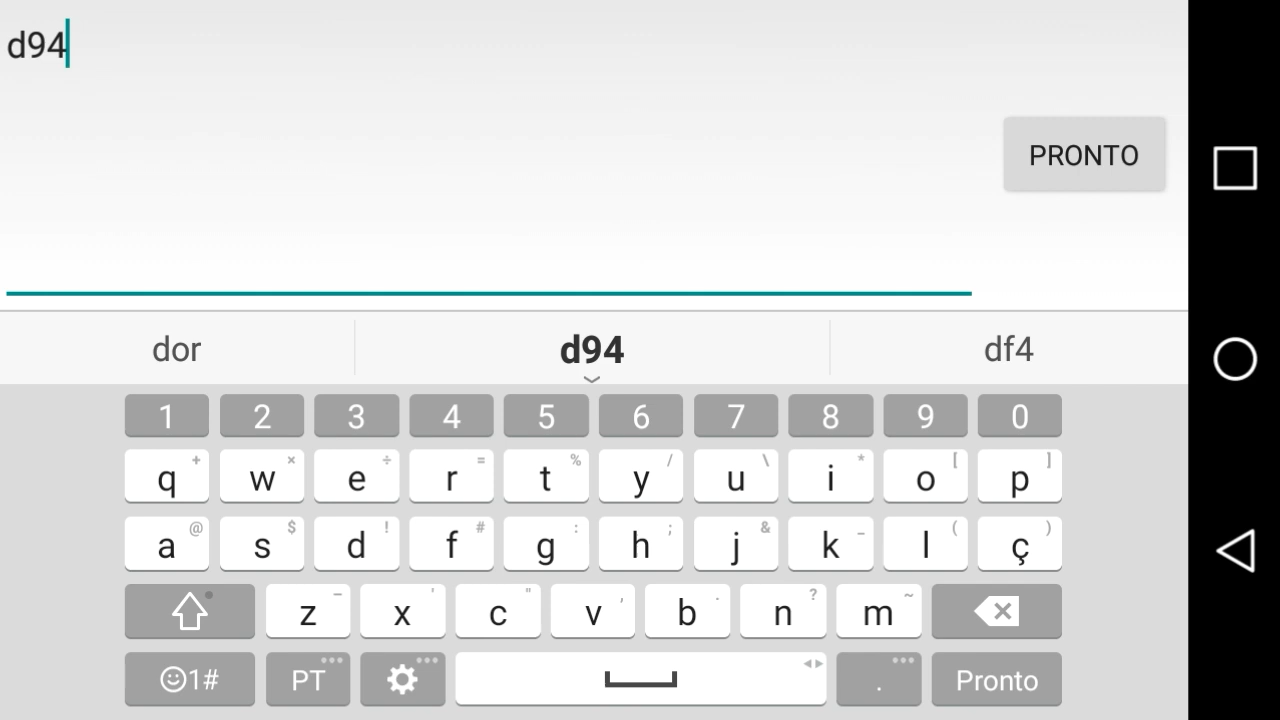 d94
PRONTO
dor d94 df4
1 2 3 4 5 6 7 8 9 0
q + w × e ÷ r = t % y / u \ i * o [ p ]
a @ s $ d ! f # g : h ; j & k _ l ( ç )
z – x ' c " v , b . n ? m ~
1# PT . Pronto